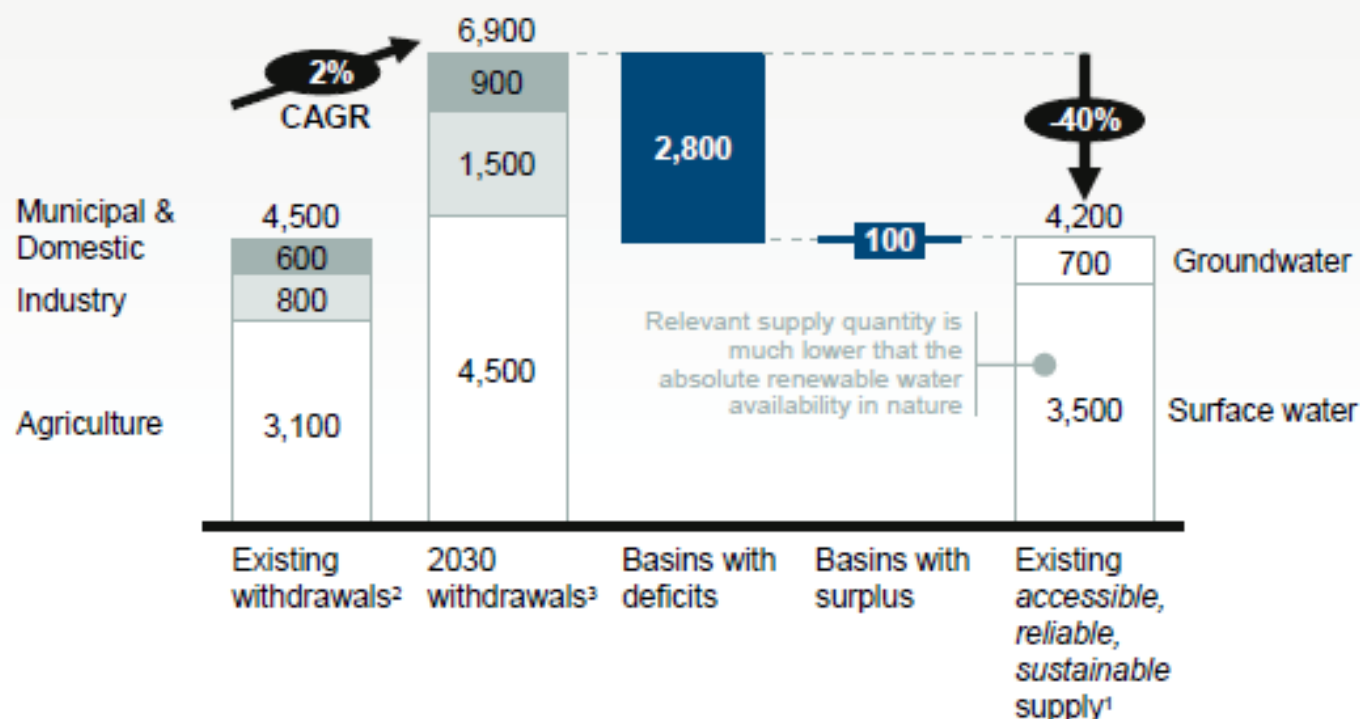 6,900
2%
CAGR
900
1,500
4,500
2,800
-40%
Municipal &
Domestic
Industry
Agriculture
4,500
600
800
3,100
100
4,200
700
3,500
Groundwater
Surface water
Relevant supply quantity is
much lower that the
absolute renewable water
availability in nature
Existing
withdrawals²
2030
withdrawals³
Basins with
deficits
Basins with
surplus
Existing
accessible,
reliable,
sustainable
supply¹